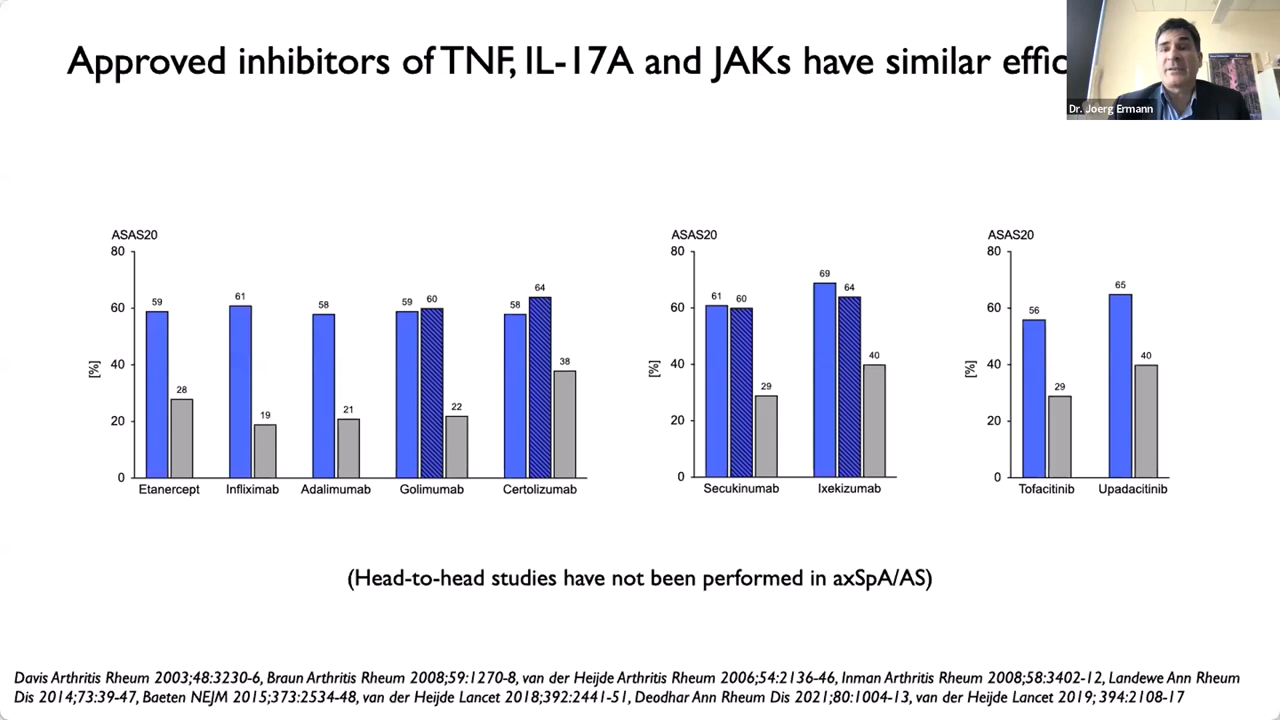 Approved inhibitors of TNF, IL-17A and JAKs have similar
Dr. Joerg Ermann
ASAS20
80
60
40
20
0
[%]
59
28
61
19
58
21
59
60
22
58
64
38
Etanercept
Infliximab
Adalimumab
Golimumab
Certolizumab
ASAS20
80
60
40
20
0
[%]
61
60
29
69
64
40
Secukinumab
Ixekizumab
ASAS20
80
60
40
20
0
[%]
56
29
65
40
Tofacitinib
Upadacitinib
(Head-to-head studies have not been performed in axSpA/AS)
Davis Arthritis Rheum 2003;48:3230-6, Braun Arthritis Rheum 2008;59:1270-8, van der Heijde Arthritis Rheum 2006;54:2136-46, Inman Arthritis Rheum 2008;58:3402-12, Landewe Ann Rheum
Dis 2014;73:39-47, Baeten NEJM 2015;373:2534-48, van der Heijde Lancet 2018;392:2441-51, Deodhar Ann Rheum Dis 2021;80:1004-13, van der Heijde Lancet 2019; 394:2108-17